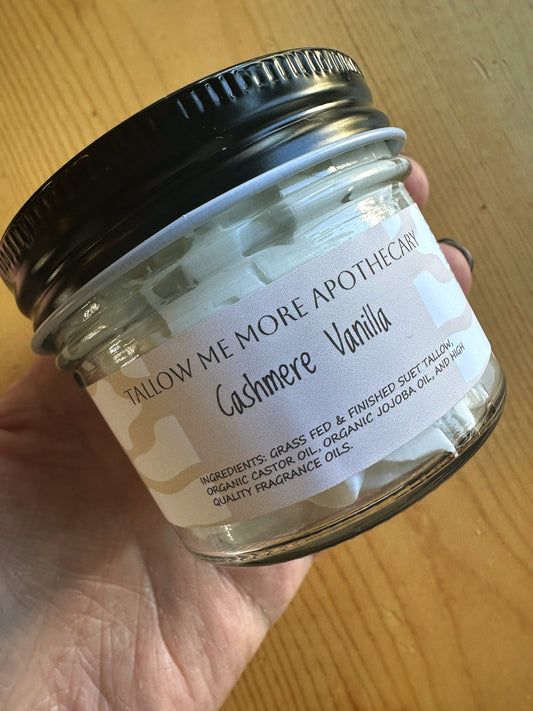 TALLOW ME MORE APOTHECARY
Cashmere Vanilla
INGREDIENTS: GRASS FED & FINISHED SUET TALLOW,
ORGANIC CASTOR OIL, ORGANIC JOJOBA OIL, AND HIGH
QUALITY FRAGRANCE OILS.